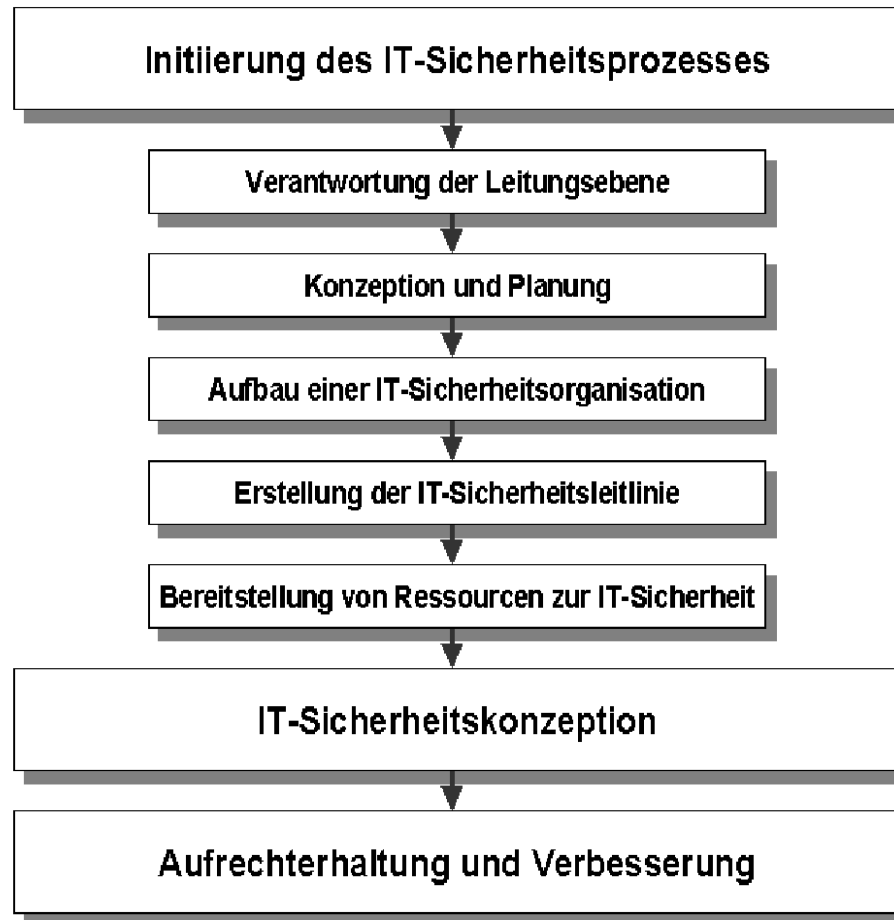 Initiierung des IT-Sicherheitsprozesses
Verantwortung der Leitungsebene
Konzeption und Planung
Aufbau einer IT-Sicherheitsorganisation
Erstellung der IT-Sicherheitsleitlinie
Bereitstellung von Ressourcen zur IT-Sicherheit
IT-Sicherheitskonzeption
Aufrechterhaltung und Verbesserung